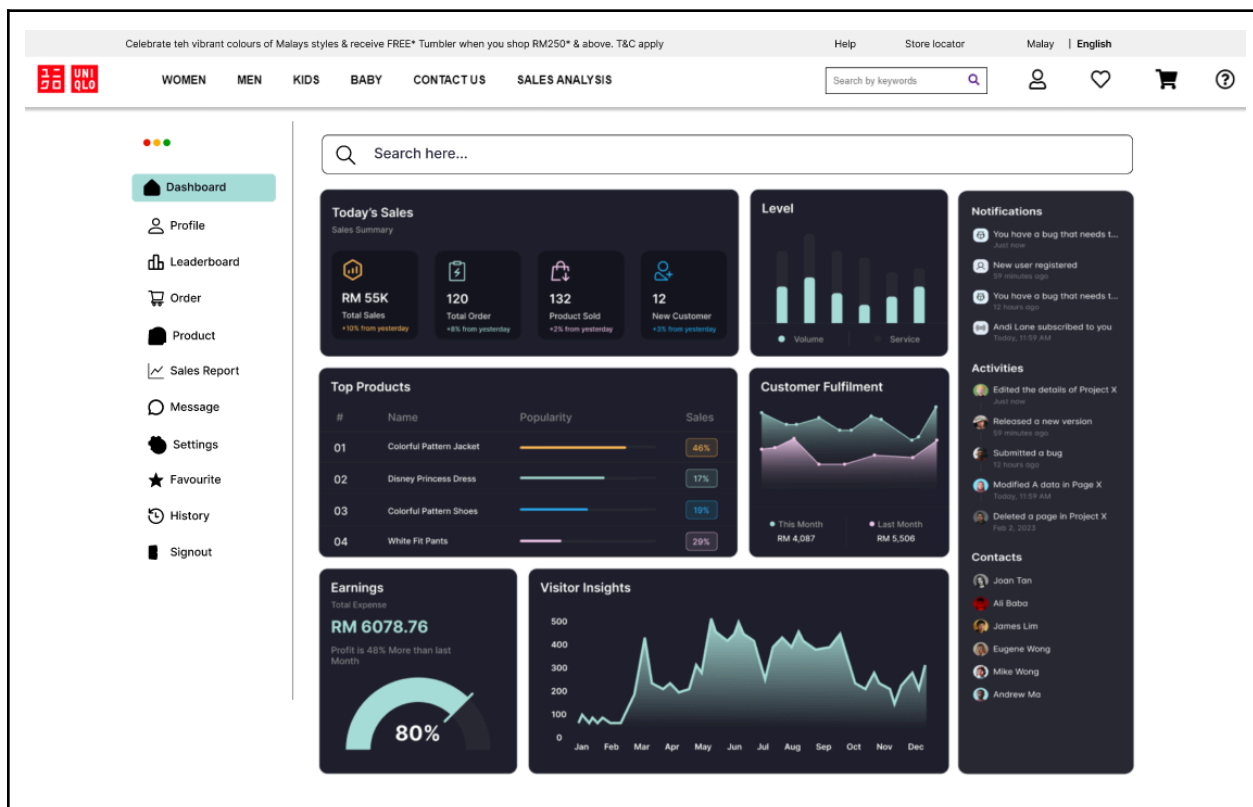 Celebrate teh vibrant colours of Malays styles & receive FREE* Tumbler when you shop RM250* & above. T&C apply
Help
Store locator
Malay | English
ユニ
クロ
UNI
QLO
WOMEN
MEN
KIDS
BABY
CONTACT US
SALES ANALYSIS
Search by keywords
Dashboard
Profile
Leaderboard
Order
Product
Sales Report
Message
Settings
Favourite
History
Signout
Search here...
Today's Sales
Sales Summary
RM 55K
Total Sales
+10% from yesterday
120
Total Order
+8% from yesterday
132
Product Sold
+2% from yesterday
12
New Customer
+3% from yesterday
Level
Volume
Service
Top Products
# Name Popularity Sales
01 Colorful Pattern Jacket 46%
02 Disney Princess Dress 17%
03 Colorful Pattern Shoes 19%
04 White Fit Pants 29%
Customer Fulfilment
This Month
RM 4,087
Last Month
RM 5,506
Earnings
Total Expense
RM 6078.76
Profit is 48% More than last
Month
80%
Visitor Insights
500
400
300
200
100
0
Jan Feb Mar Apr May Jun Jul Aug Sep Oct Nov Dec
Notifications
You have a bug that needs t...
Just now
New user registered
59 minutes ago
You have a bug that needs t...
12 hours ago
Andi Lane subscribed to you
Today, 11:59 AM
Activities
Edited the details of Project X
Just now
Released a new version
59 minutes ago
Submitted a bug
12 hours ago
Modified A data in Page X
Today, 11:59 AM
Deleted a page in Project X
Feb 2, 2023
Contacts
Joan Tan
Ali Baba
James Lim
Eugene Wong
Mike Wong
Andrew Ma